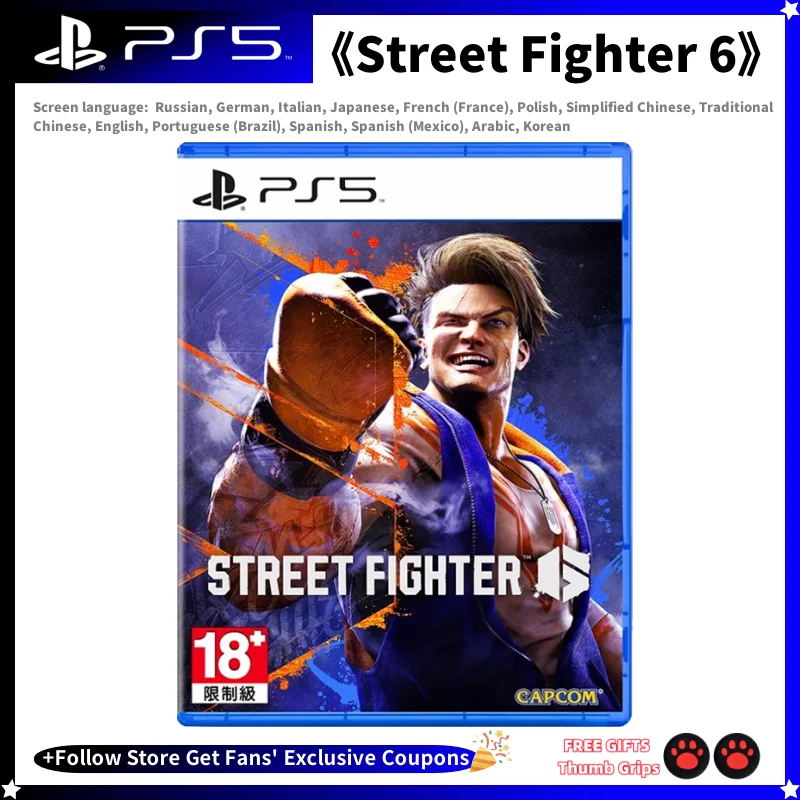 PS5
《Street Fighter 6》
Screen language: Russian, German, Italian, Japanese, French (France), Polish, Simplified Chinese, Traditional
Chinese, English, Portuguese (Brazil), Spanish, Spanish (Mexico), Arabic, Korean
PS5
STREET FIGHTER™ 6
18+
限制級
CAPCOM®
+Follow Store Get Fans' Exclusive Coupons
FREE GIFTS
Thumb Grips